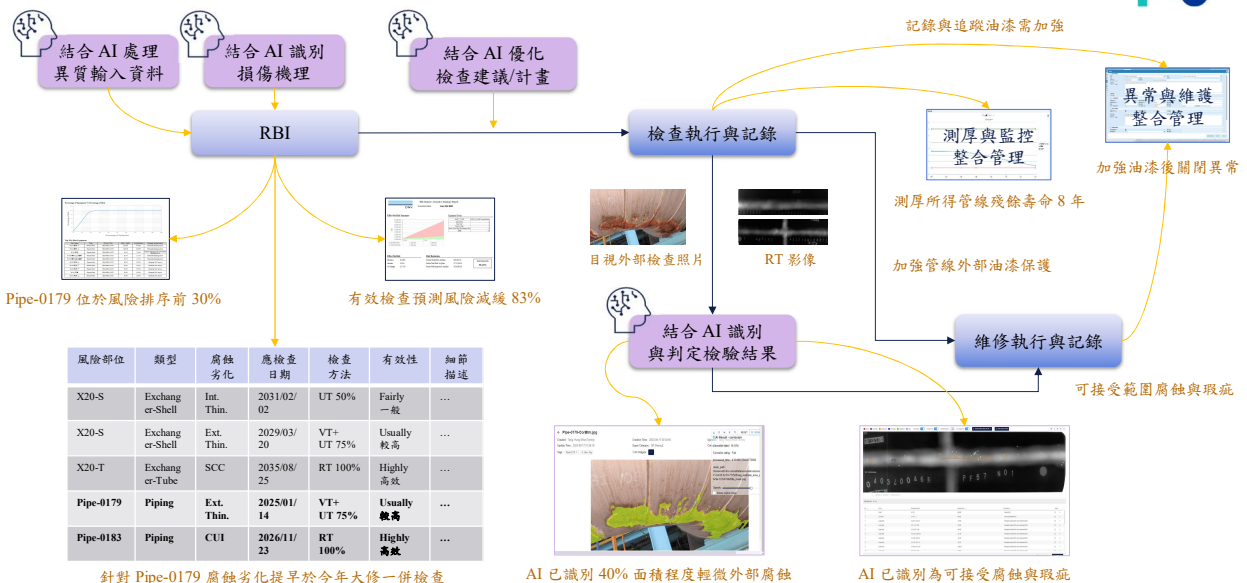 結合 AI 處理
異質輸入資料
結合 AI 識別
損傷機理
結合 AI 優化
檢查建議/計畫
記錄與追蹤油漆需加強
RBI
檢查執行與記錄
測厚與監控
整合管理
異常與維護
整合管理
加強油漆後關閉異常
測厚所得管線殘餘壽命 8 年
目視外部檢查照片
RT 影像
加強管線外部油漆保護
Pipe-0179 位於風險排序前 30%
有效檢查預測風險減緩 83%
結合 AI 識別
與判定檢驗結果
維修執行與記錄
可接受範圍腐蝕與瑕疵
風險部位 類型 腐蝕 應檢查 檢查 有效性 細節
劣化 日期 方法 描述
X20-S Exchang Int. 2031/02/ UT 50% Fairly …
er-Shell Thin. 02 一般
X20-S Exchang Ext. 2029/03/ VT+ Usually …
er-Shell Thin. 20 UT 75% 較高
X20-T Exchang SCC 2035/08/ RT 100% Highly …
er-Tube 25 高效
Pipe-0179 Piping Ext. 2025/01/ VT+ Usually …
Thin. 14 UT 75% 較高
Pipe-0183 Piping CUI 2026/11/ RT Highly …
23 100% 高效
針對 Pipe-0179 腐蝕劣化提早於今年大修一併檢查
AI 已識別 40% 面積程度輕微外部腐蝕
AI 已識別為可接受腐蝕與瑕疵